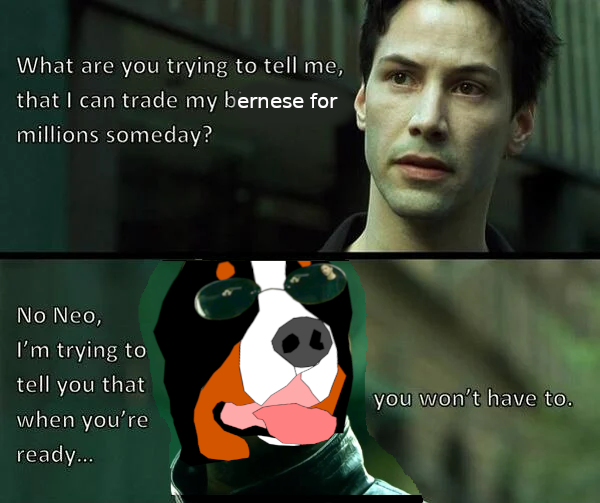 What are you trying to tell me,
that I can trade my bernese for
millions someday?
No Neo,
I'm trying to
tell you that
when you're
ready...
you won't have to.